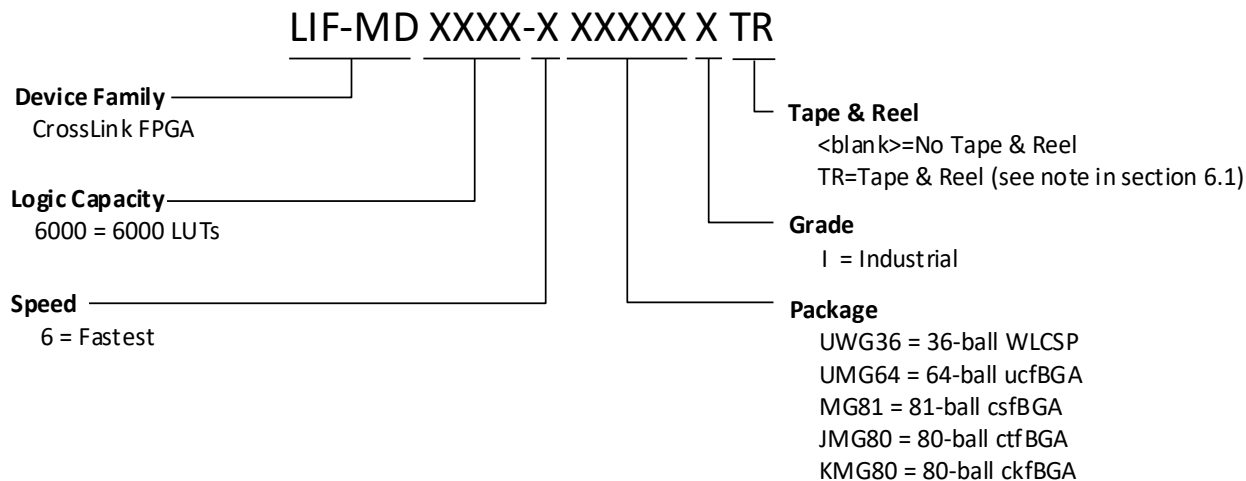 LIF-MD XXXX-X XXXXX X TR
Device Family
CrossLink FPGA
Logic Capacity
6000 = 6000 LUTs
Speed
6 = Fastest
Tape & Reel
<blank>=No Tape & Reel
TR=Tape & Reel (see note in section 6.1)
Grade
I = Industrial
Package
UWG36 = 36-ball WLCSP
UMG64 = 64-ball ucfBGA
MG81 = 81-ball csfBGA
JMG80 = 80-ball ctfBGA
KMG80 = 80-ball ckfBGA